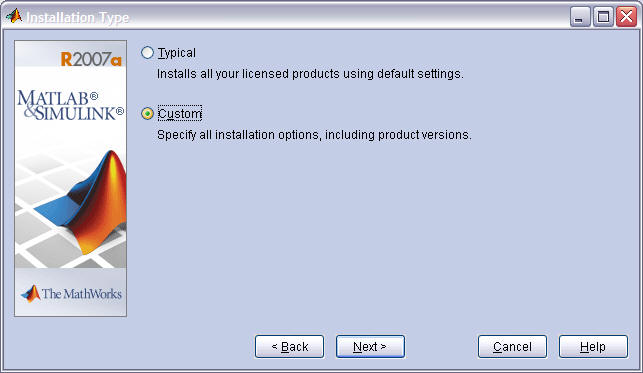 Installation Type
R2007a
MATLAB®
&SIMULINK®
The MathWorks
Typical
Installs all your licensed products using default settings.
Custom
Specify all installation options, including product versions.
< Back
Next >
Cancel
Help